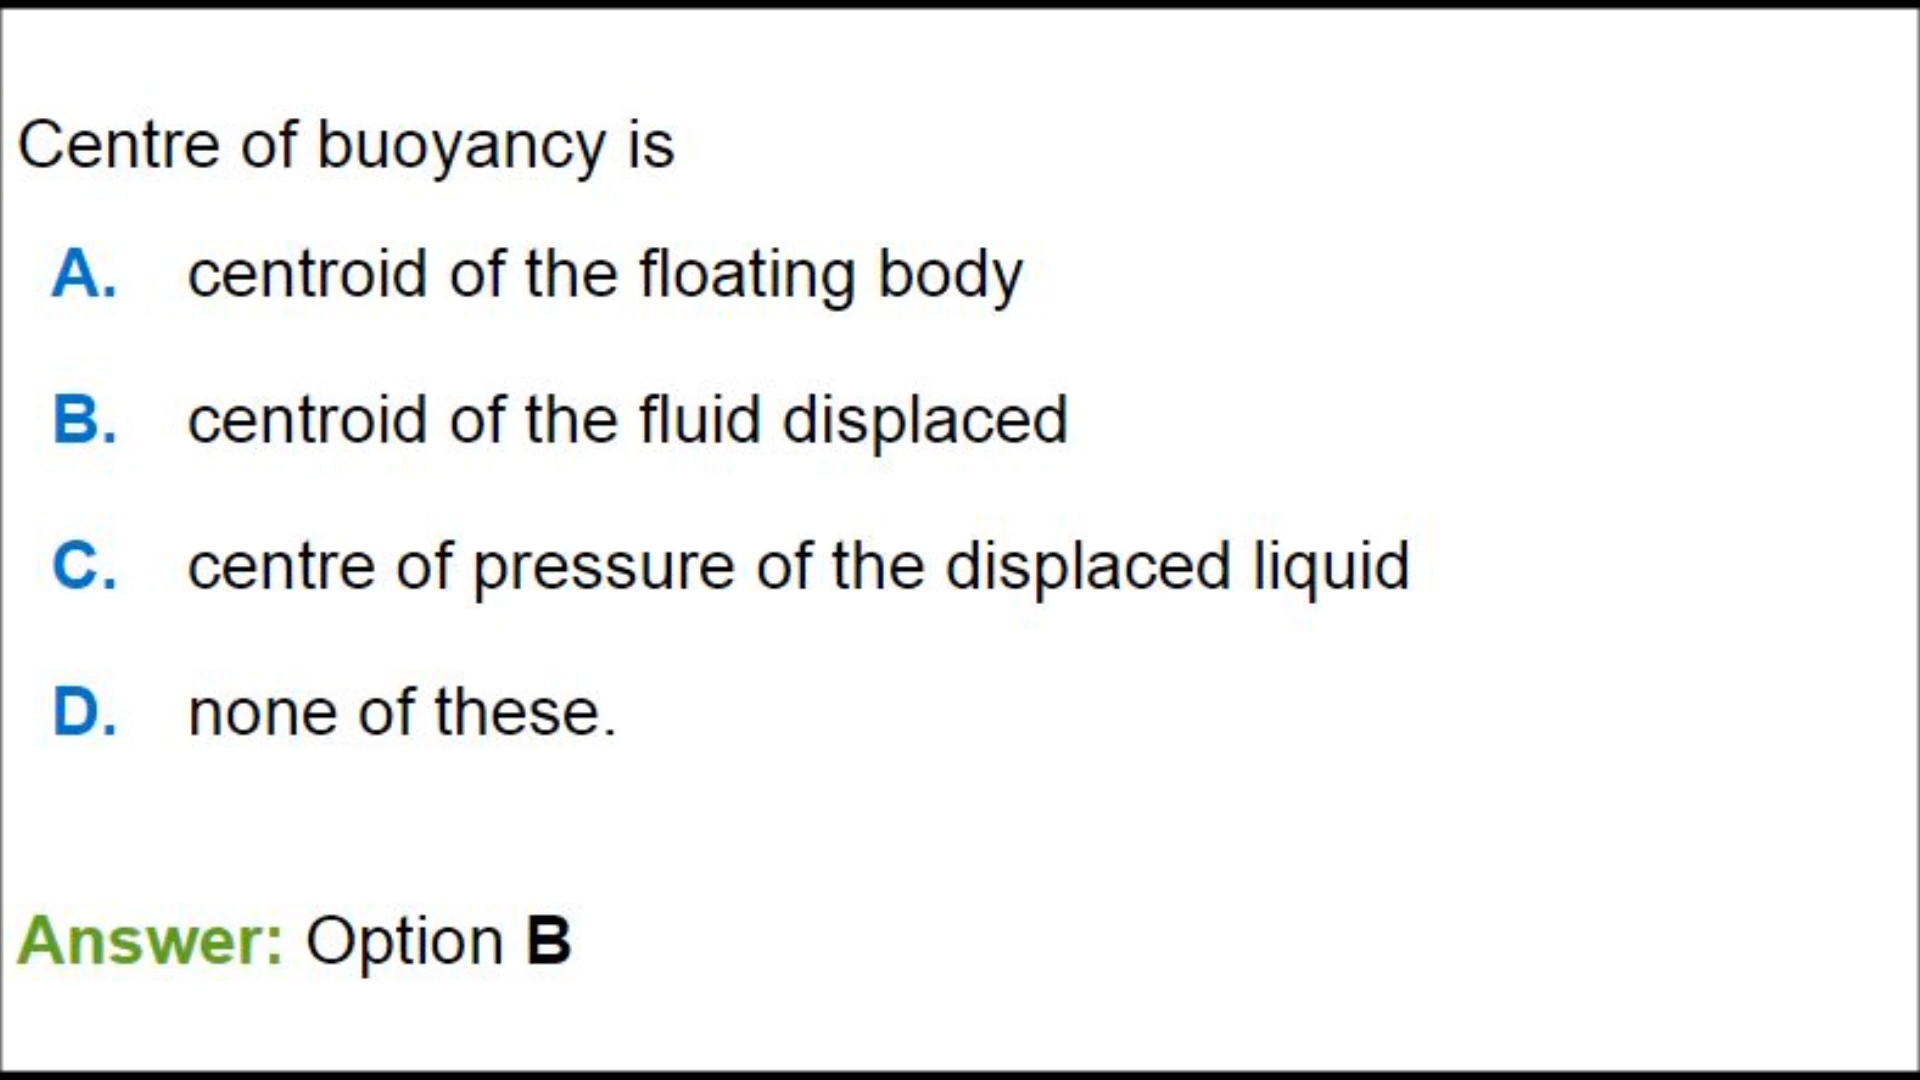 Centre of buoyancy is
A. centroid of the floating body
B. centroid of the fluid displaced
C. centre of pressure of the displaced liquid
D. none of these.
Answer: Option B